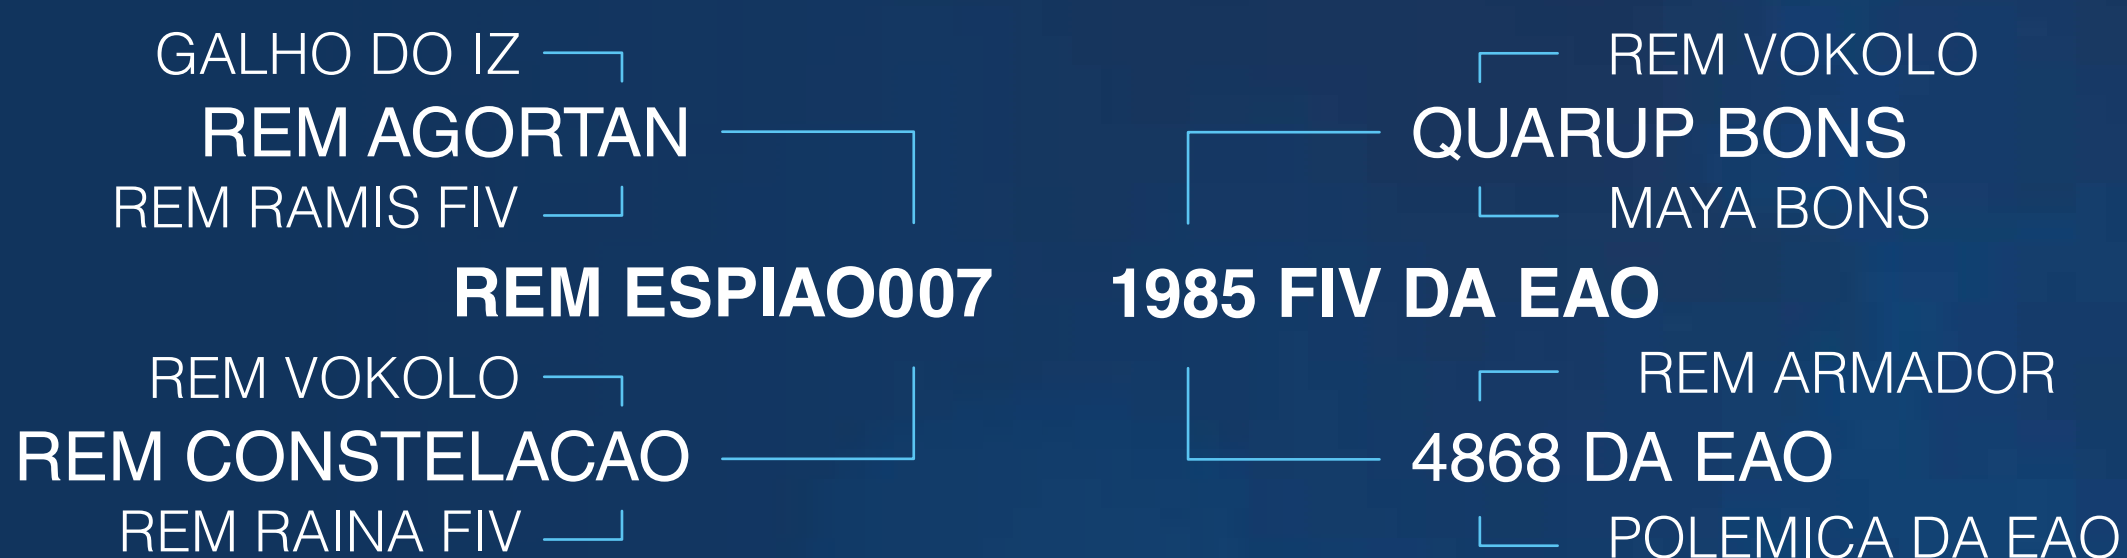 GALHO DO IZ
REM AGORTAN
REM RAMIS FIV
REM ESPIAO007
REM VOKOLO
REM CONSTELACAO
REM RAINA FIV
REM VOKOLO
QUARUP BONS
MAYA BONS
1985 FIV DA EAO
REM ARMADOR
4868 DA EAO
POLEMICA DA EAO